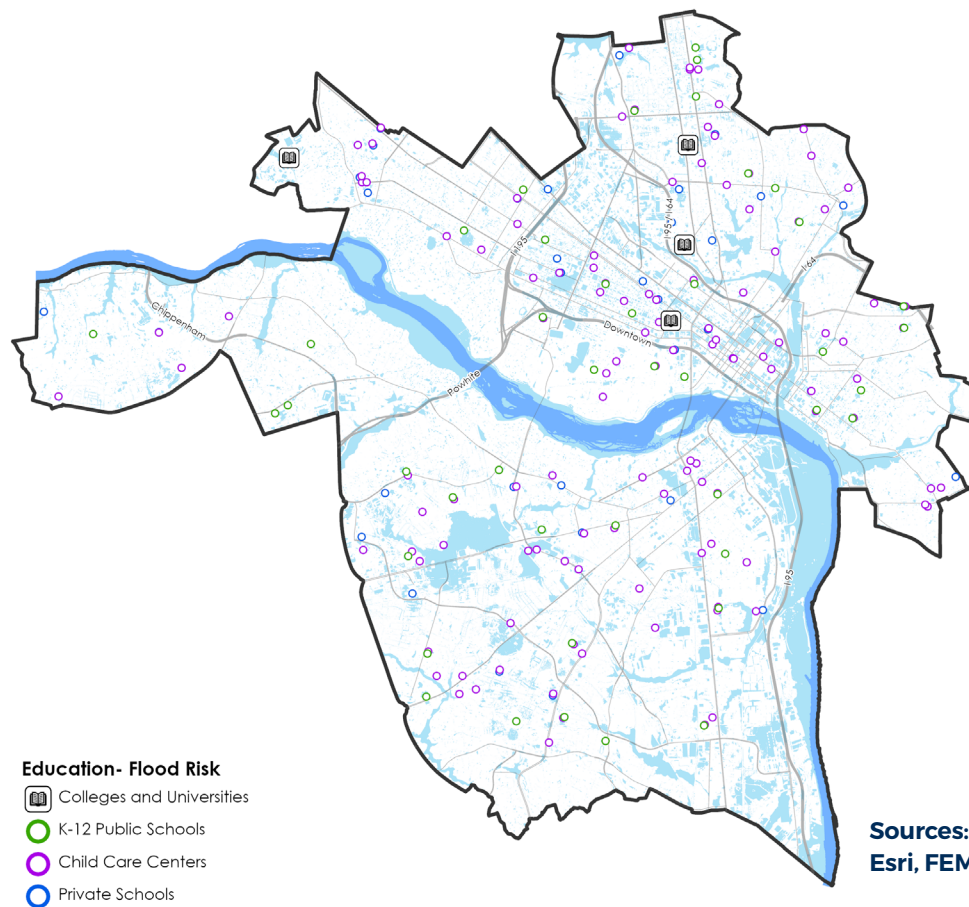 I-95
I-95 / I-64
I-64
Chippenham
Downtown
Powhite
I-95
Education- Flood Risk
Colleges and Universities
K-12 Public Schools
Child Care Centers
Private Schools
Sources:
Esri, FEM